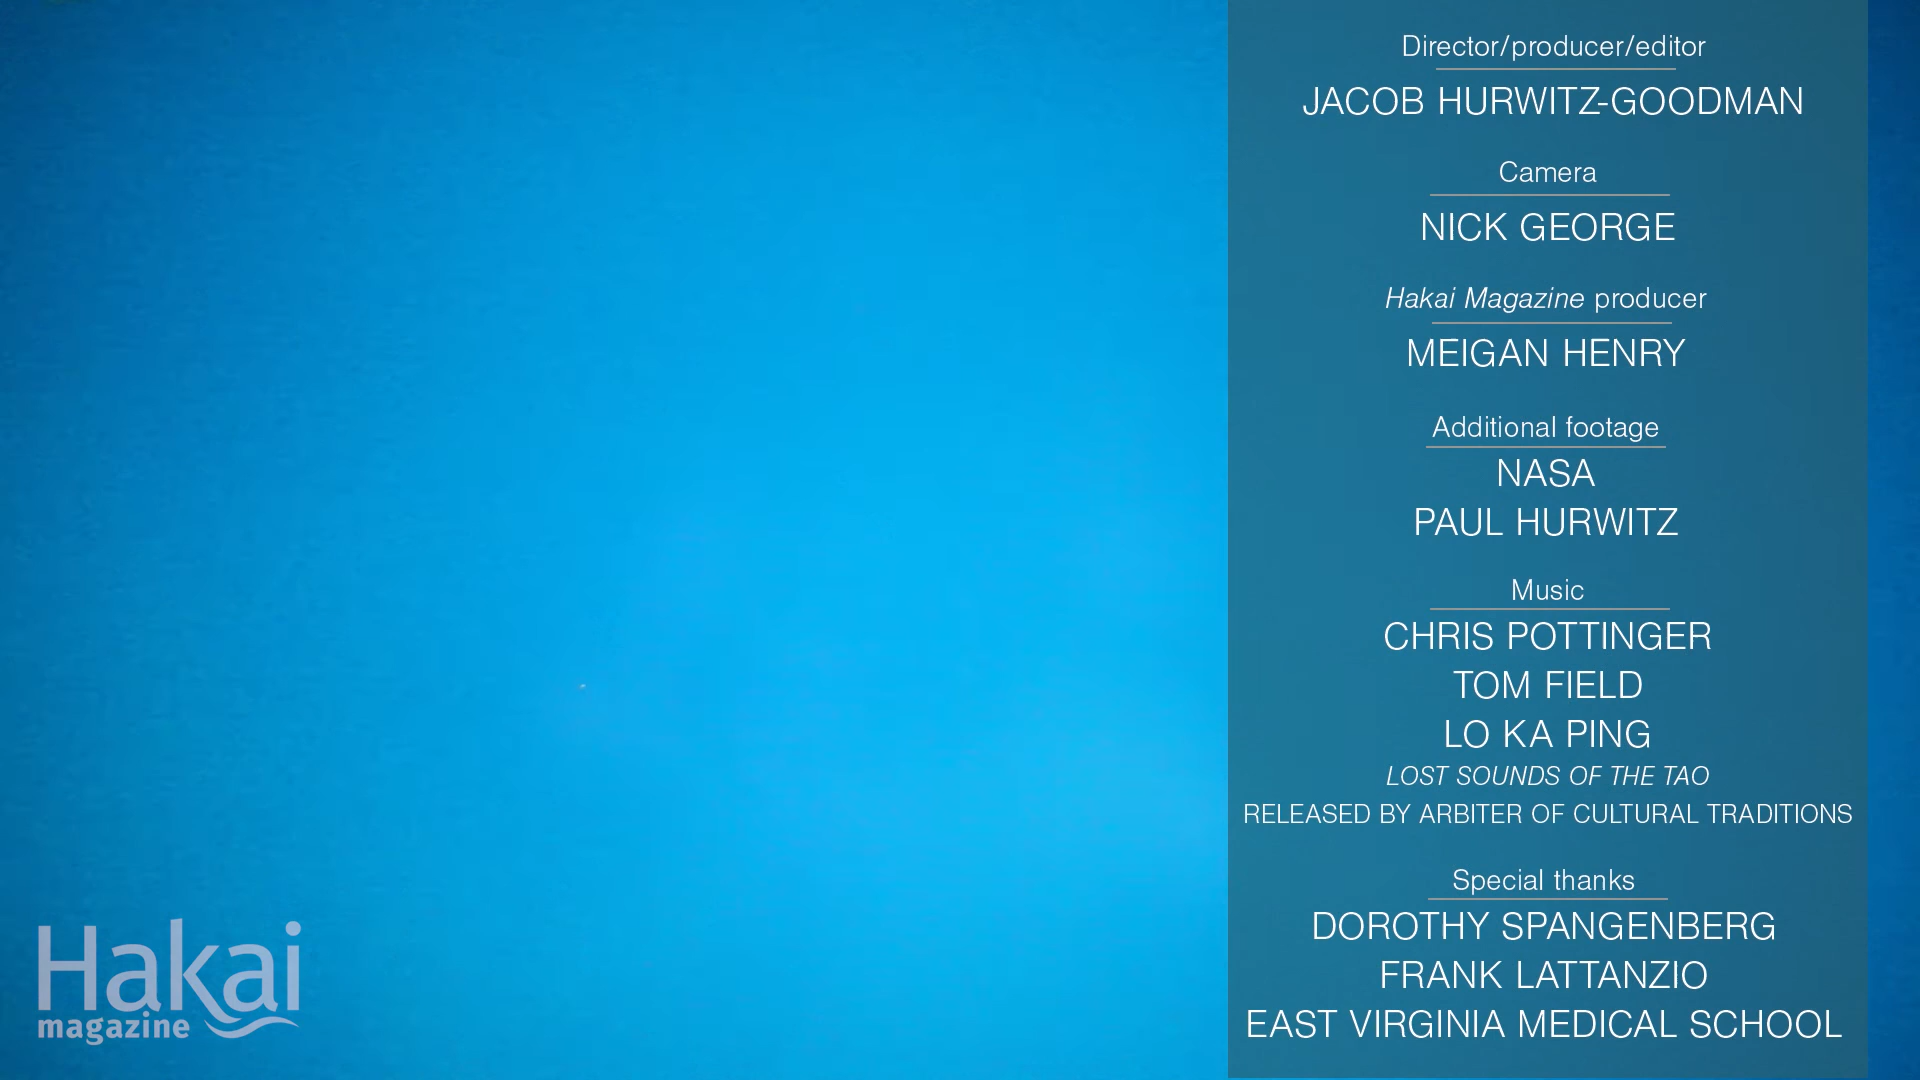 Director/producer/editor
JACOB HURWITZ-GOODMAN
Camera
NICK GEORGE
Hakai Magazine producer
MEIGAN HENRY
Additional footage
NASA
PAUL HURWITZ
Music
CHRIS POTTINGER
TOM FIELD
LO KA PING
LOST SOUNDS OF THE TAO
RELEASED BY ARBITER OF CULTURAL TRADITIONS
Special thanks
DOROTHY SPANGENBERG
FRANK LATTANZIO
EAST VIRGINIA MEDICAL SCHOOL
Hakai
magazine